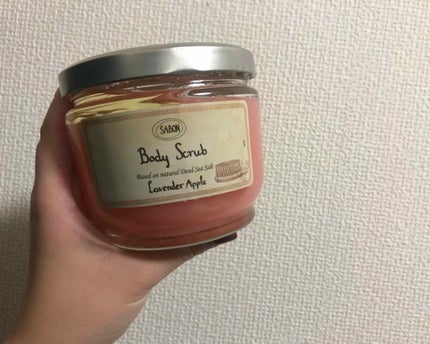 SABON
Body Scrub
Based on natural Dead Sea Salt
Lavender Apple